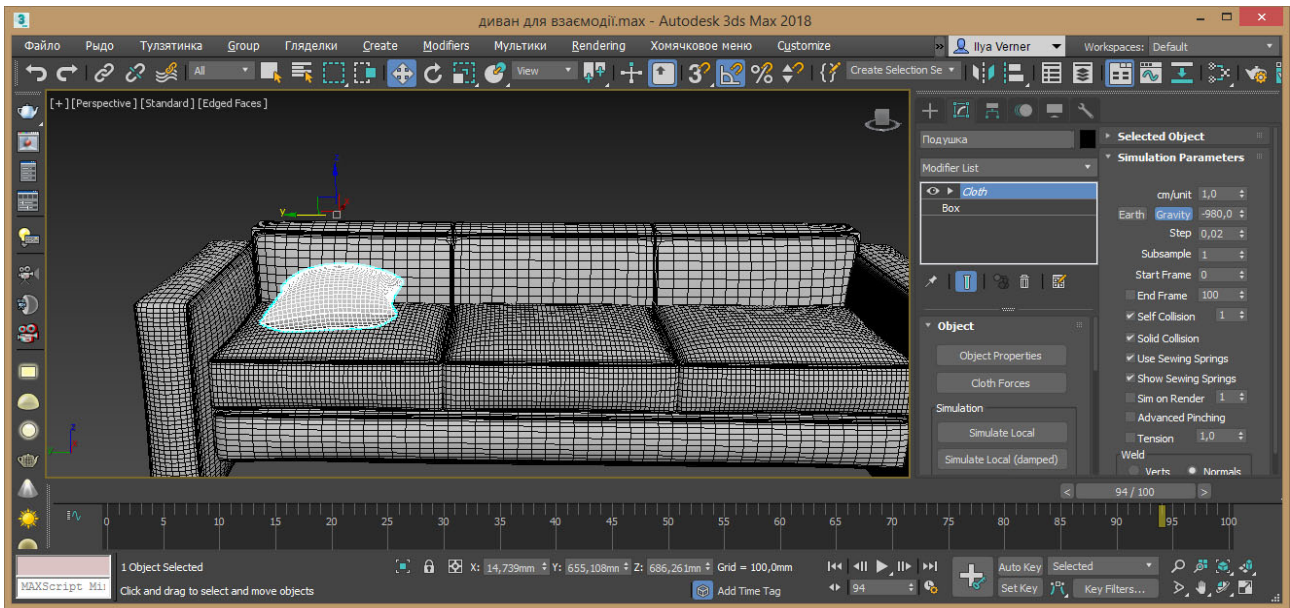 3
диван для взаємодії.max - Autodesk 3ds Max 2018
Файло Рыдо Тулзятинка Group Гляделки Create Modifiers Мультики Rendering Хомячковое меню Customize » Ilya Verner Workspaces: Default
All View Create Selection Se
[+] [Perspective] [Standard] [Edged Faces]
Подушка
Modifier List
Cloth
Box
Object
Object Properties
Cloth Forces
Simulation
Simulate Local
Simulate Local (damped)
Selected Object
Simulation Parameters
cm/unit 1,0
Earth Gravity -980,0
Step 0,02
Subsample 1
Start Frame 0
End Frame 100
Self Collision 1
Solid Collision
Use Sewing Springs
Show Sewing Springs
Sim on Render 1
Advanced Pinching
Tension 1,0
Weld
Verts Normals
z
y
x
z
x
y
< 94 / 100 >
0 5 10 15 20 25 30 35 40 45 50 55 60 65 70 75 80 85 90 95 100
1 Object Selected X: 14,739mm Y: 655,108mm Z: 686,261mm Grid = 100,0mm Auto Key Selected
MAXScript Mi
Click and drag to select and move objects Add Time Tag 94 Set Key Key Filters...